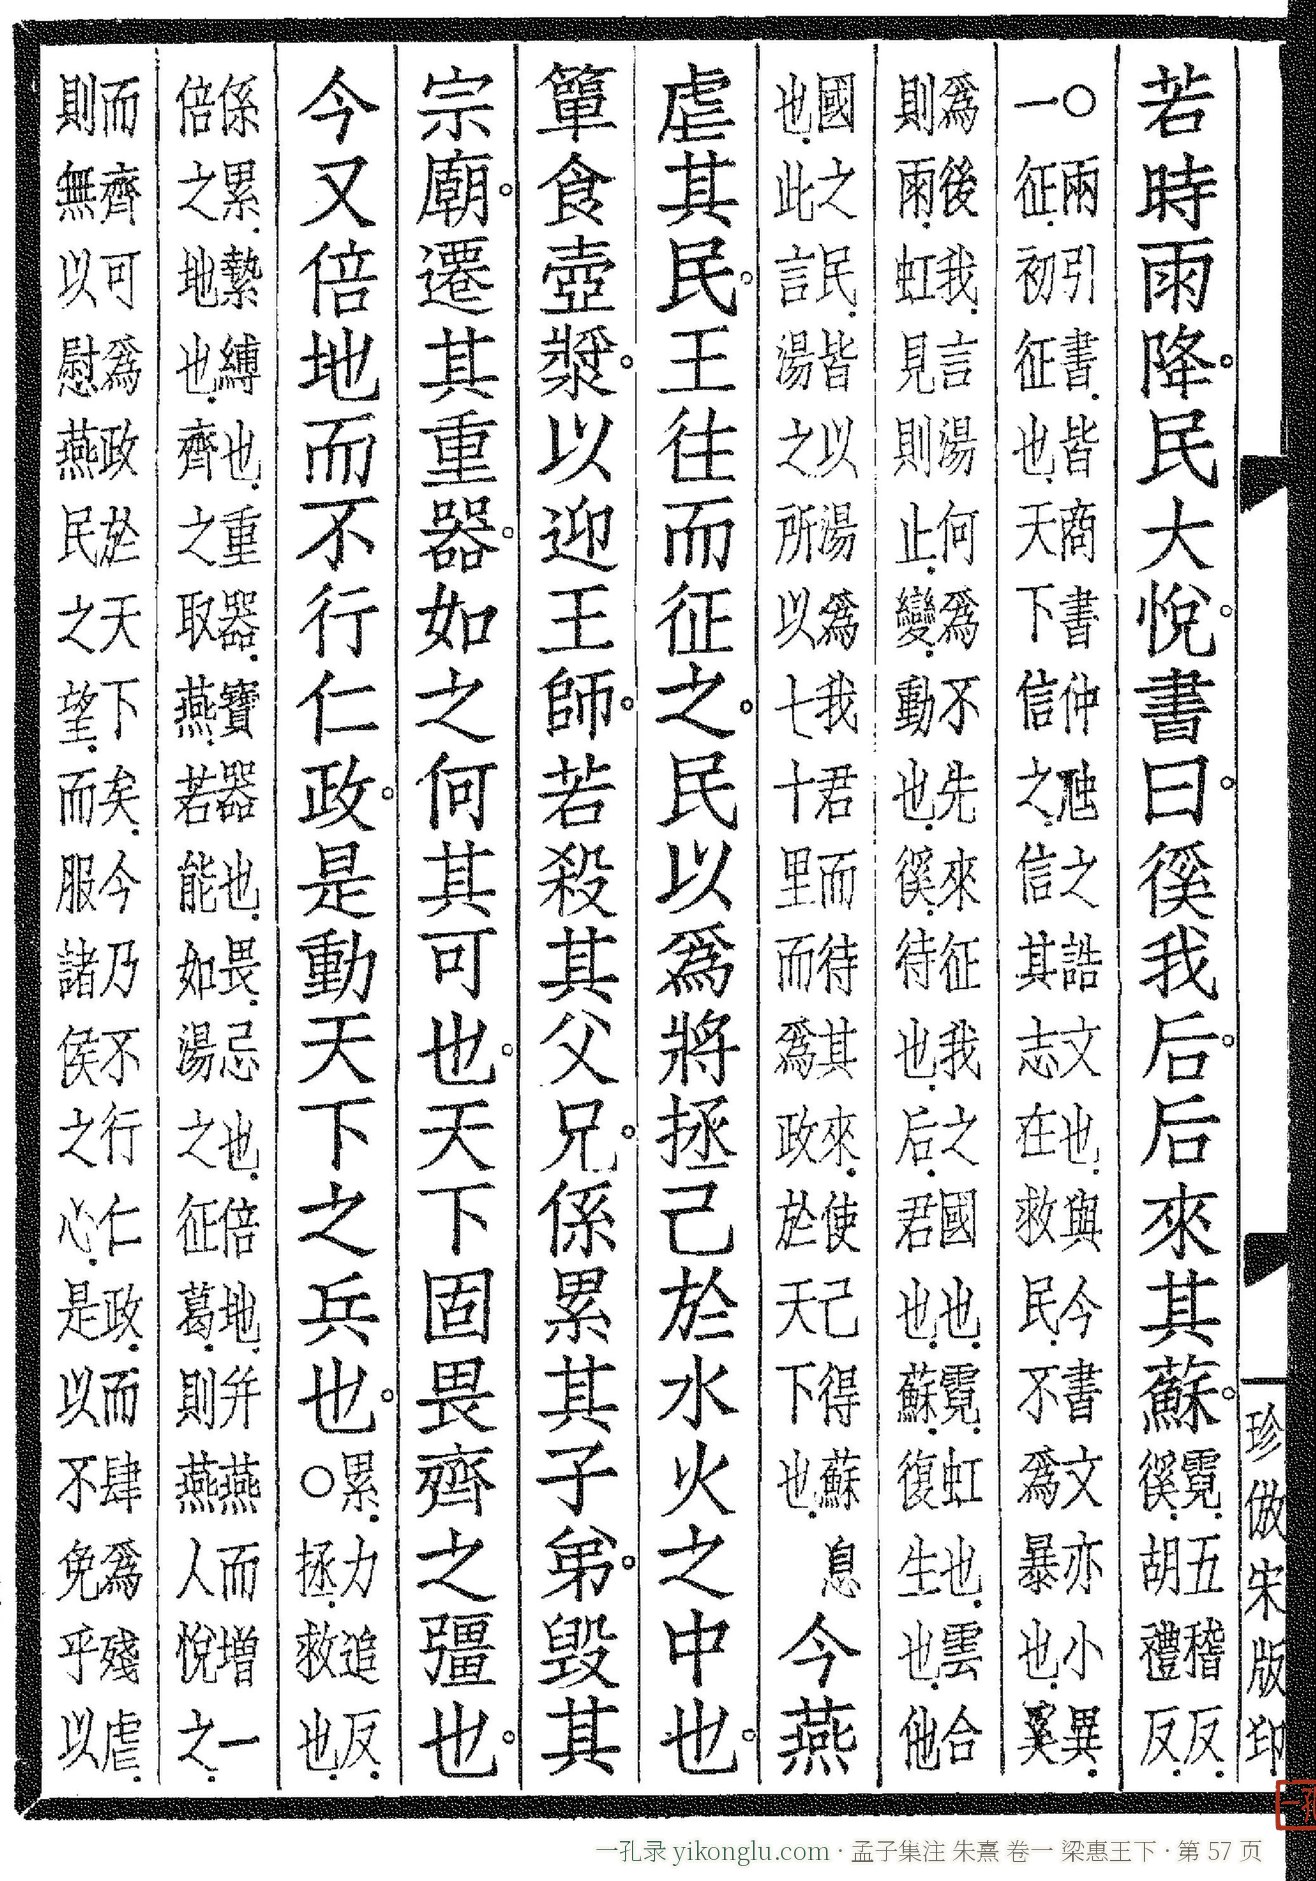 珍倣宋版印
若時雨降。民大悅。書曰。徯我后。后來其蘇。霓．五稽反．徯．胡禮反．
○兩引書．皆商書仲虺之誥文也．與今書文亦小異．
一征．初征也．天下信之．信其志在救民．不爲暴也．奚
爲後我．言湯何爲不先來征我之國也．霓．虹也．雲合
則雨．虹見則止．變．動也．徯．待也．后．君也．蘇．復生也．他
國之民．皆以湯爲我君而待其來．使己得蘇息
也．此言湯之所以七十里而爲政於天下也．今燕
虐其民。王往而征之。民以爲將拯己於水火之中也。
簞食壺漿。以迎王師。若殺其父兄。係累其子弟。毀其
宗廟。遷其重器。如之何其可也。天下固畏齊之彊也。
今又倍地而不行仁政。是動天下之兵也。累．力追反．○拯．救也．
係累．縶縛也．重器．寶器也．畏．忌也．倍地．并燕而增一
倍之地也．齊之取燕．若能如湯之征葛．則燕人悅之．
而齊可爲政於天下矣．今乃不行仁政．而肆爲殘虐．
則無以慰燕民之望．而服諸侯之心．是以不免乎以
一孔录 yikonglu.com · 孟子集注 朱熹 卷一 梁惠王下 · 第 57 页